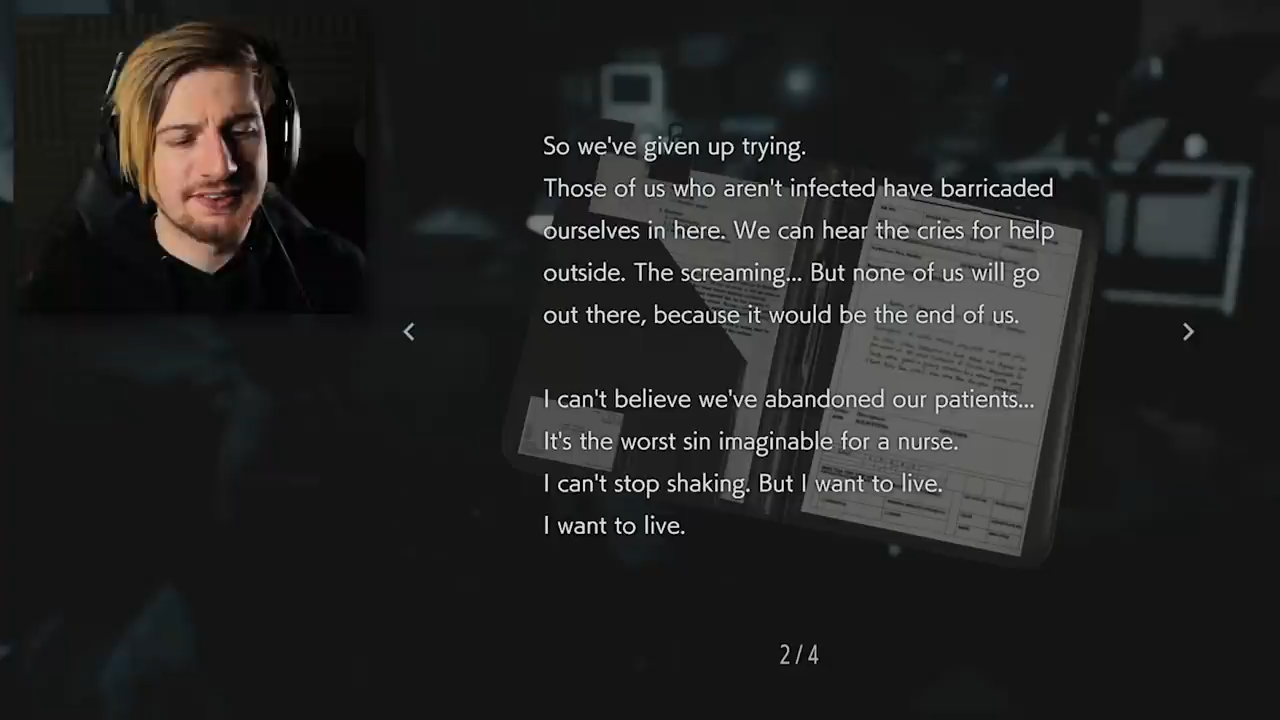 So we've given up trying.
Those of us who aren't infected have barricaded
ourselves in here. We can hear the cries for help
outside. The screaming... But none of us will go
out there, because it would be the end of us.
I can't believe we've abandoned our patients...
It's the worst sin imaginable for a nurse.
I can't stop shaking. But I want to live.
I want to live.
2/4